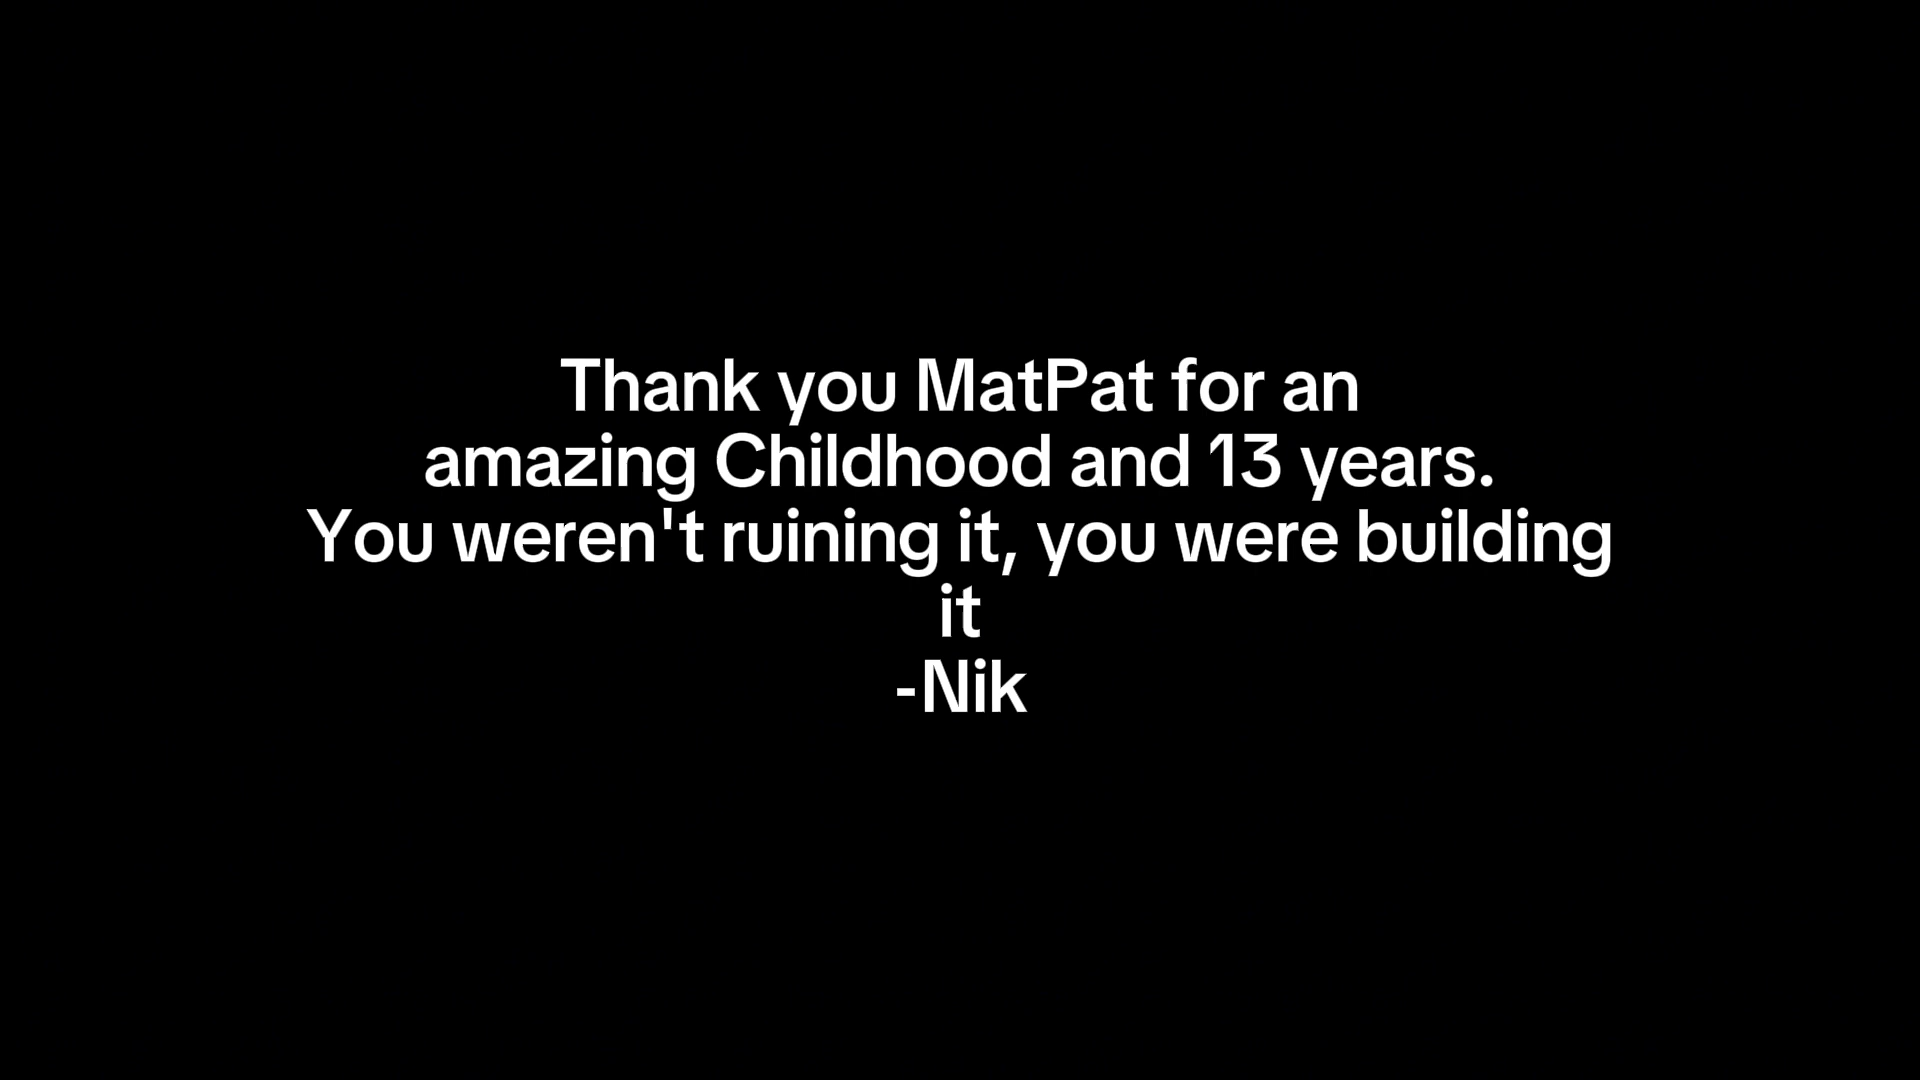 Thank you MatPat for an
amazing Childhood and 13 years.
You weren't ruining it, you were building
it
-Nik